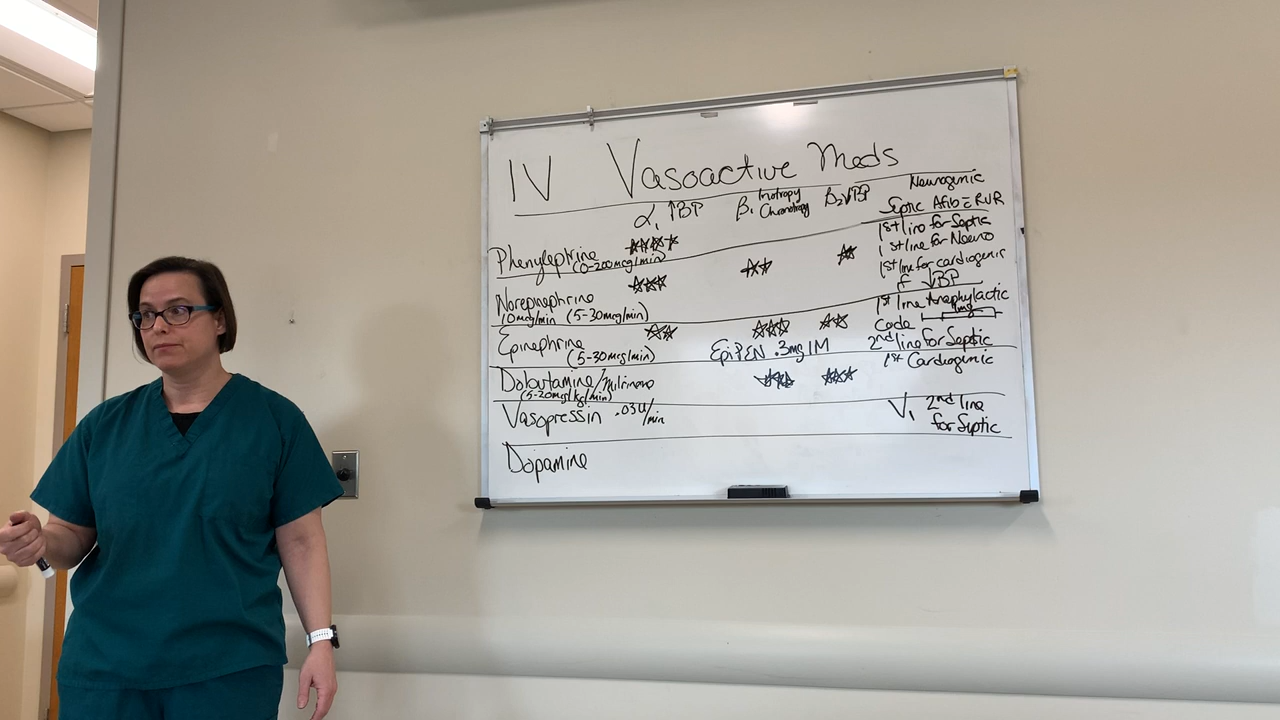 IV Vasoactive Meds
α₁ ↑BP β₁ Inotropy Chronotropy β₂ ↓BP
Neurogenic
Septic Afib c̄ RVR
Phenylephrine ****
(0-200mcg/min)
1st line for Septic
1st line for Neuro
1st line for cardiogenic
if ↓BP
Norepinephrine *** ** *
10mcg/min (5-30mcg/min)
1st line Anaphylactic
Code 1mg
2nd line for Septic
Epinephrine ** *** **
(5-30mcg/min) EpiPEN .3mg IM
1st Cardiogenic
Dobutamine/Milrinone *** ***
(5-20mcg/kg/min)
Vasopressin .03U/min V₁ 2nd line
for Septic
Dopamine